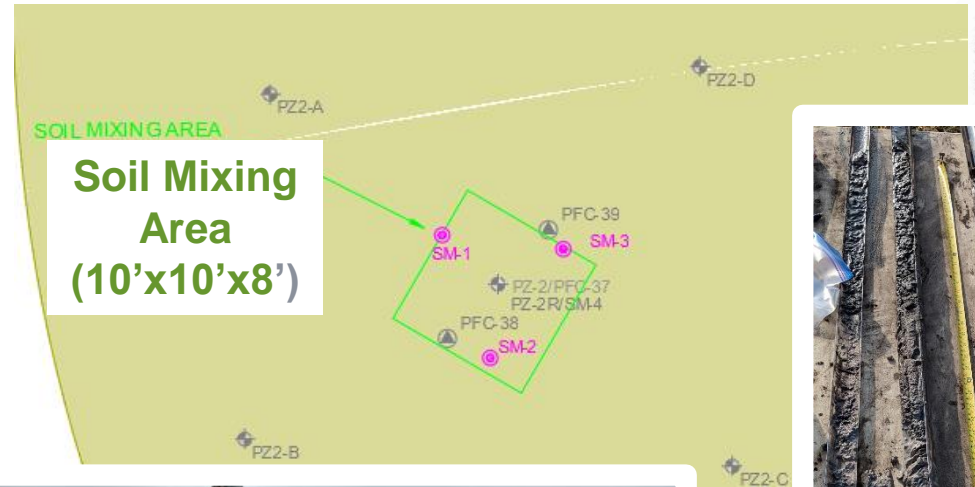 PZ2-D
PZ2-A
SOIL MIXING AREA
Soil Mixing
Area
(10’x10’x8’)
PFC-39
SM-1
SM-3
PZ-2/PFC-37
PZ-2R/SM-4
PFC-38
SM-2
PZ2-B
PZ2-C